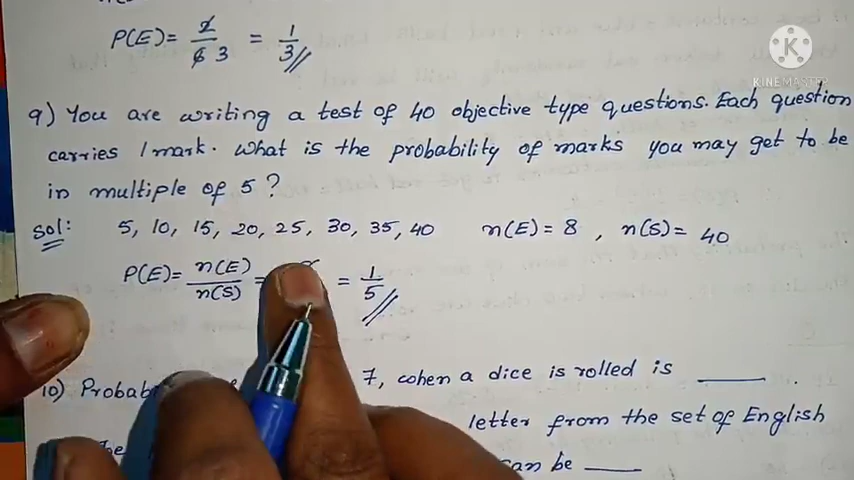 P(E)= 2/6 3 = 1/3
KINEMASTER
9) You are writing a test of 40 objective type questions. Each question
carries 1 mark. What is the probability of marks you may get to be
in multiple of 5 ?
Sol: 5, 10, 15, 20, 25, 30, 35, 40 n(E)= 8 , n(S)= 40
P(E)= n(E)/n(S) = = 1/5
10) 7, when a dice is rolled is ____ .
letter from the set of English
can be ____